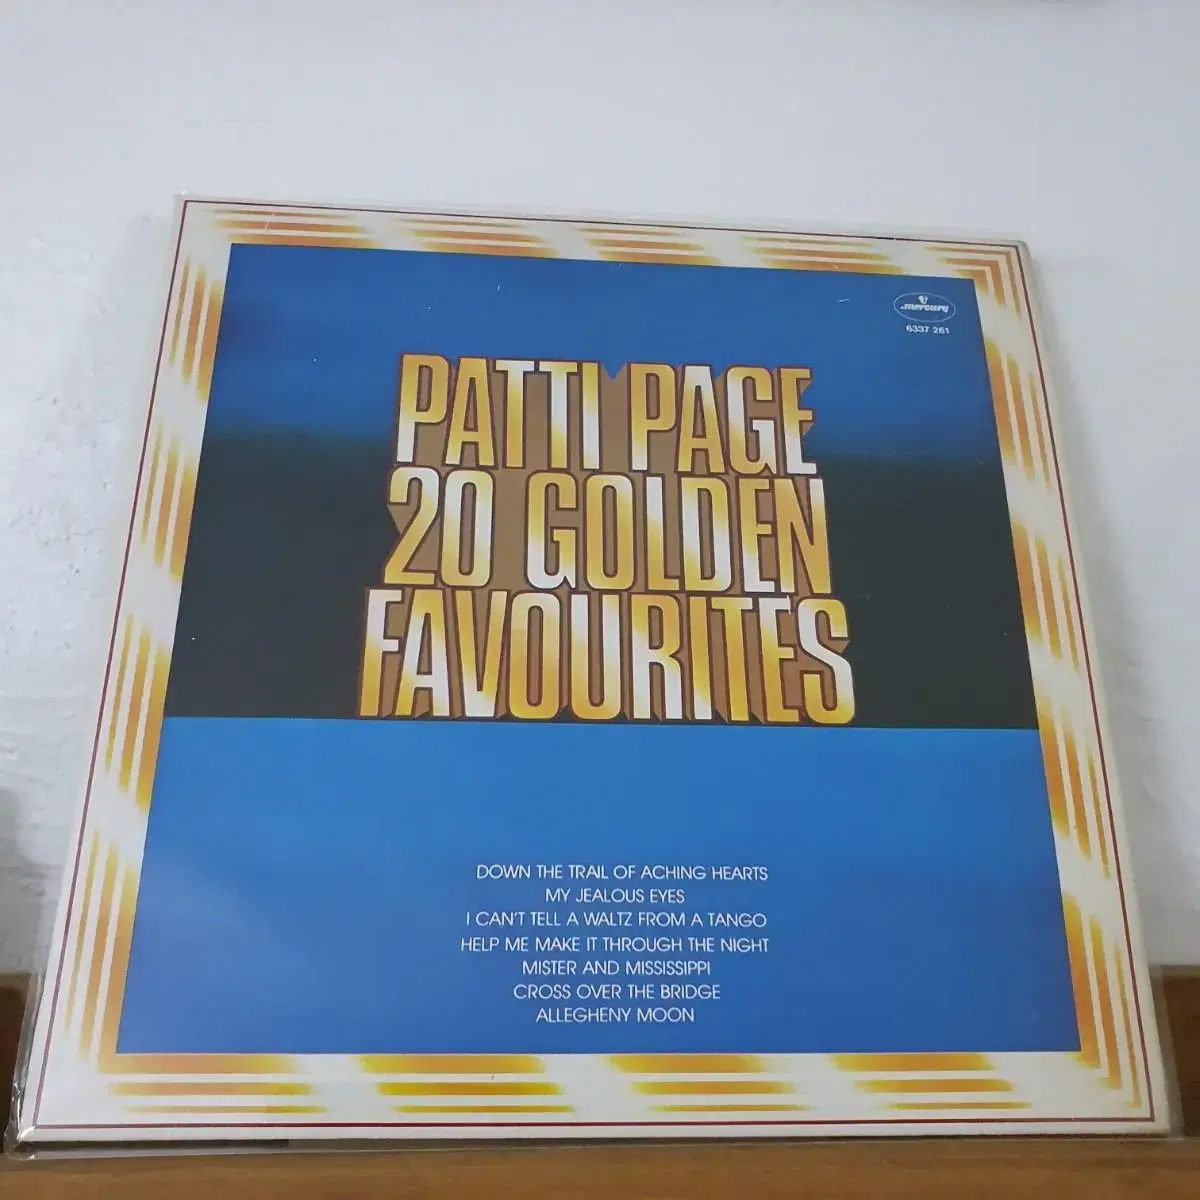 mercury
6337 261
PATTI PAGE
20 GOLDEN
FAVOURITES
DOWN THE TRAIL OF ACHING HEARTS
MY JEALOUS EYES
I CAN'T TELL A WALTZ FROM A TANGO
HELP ME MAKE IT THROUGH THE NIGHT
MISTER AND MISSISSIPPI
CROSS OVER THE BRIDGE
ALLEGHENY MOON